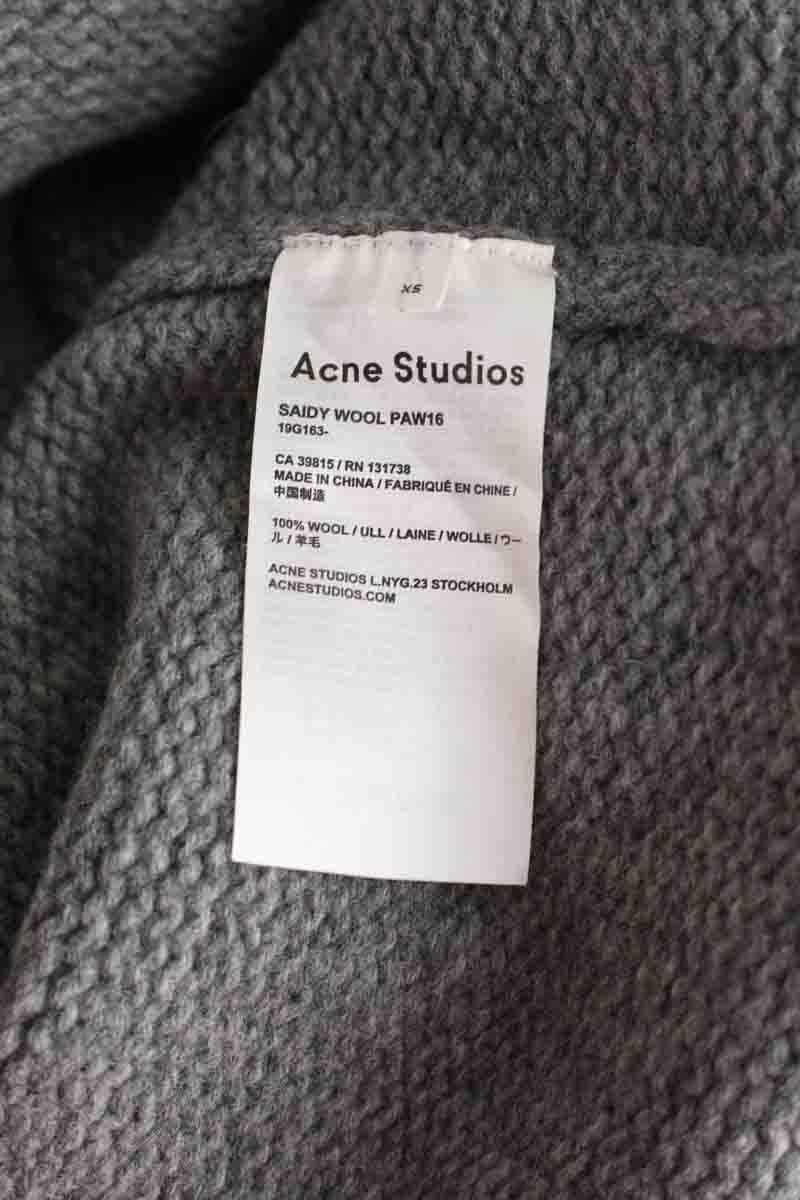 XS
Acne Studios
SAIDY WOOL PAW16
19G163-
CA 39815 / RN 131738
MADE IN CHINA / FABRIQUÉ EN CHINE /
中国制造
100% WOOL / ULL / LAINE / WOLLE / ウー
ル / 羊毛
ACNE STUDIOS L.NYG.23 STOCKHOLM
ACNESTUDIOS.COM